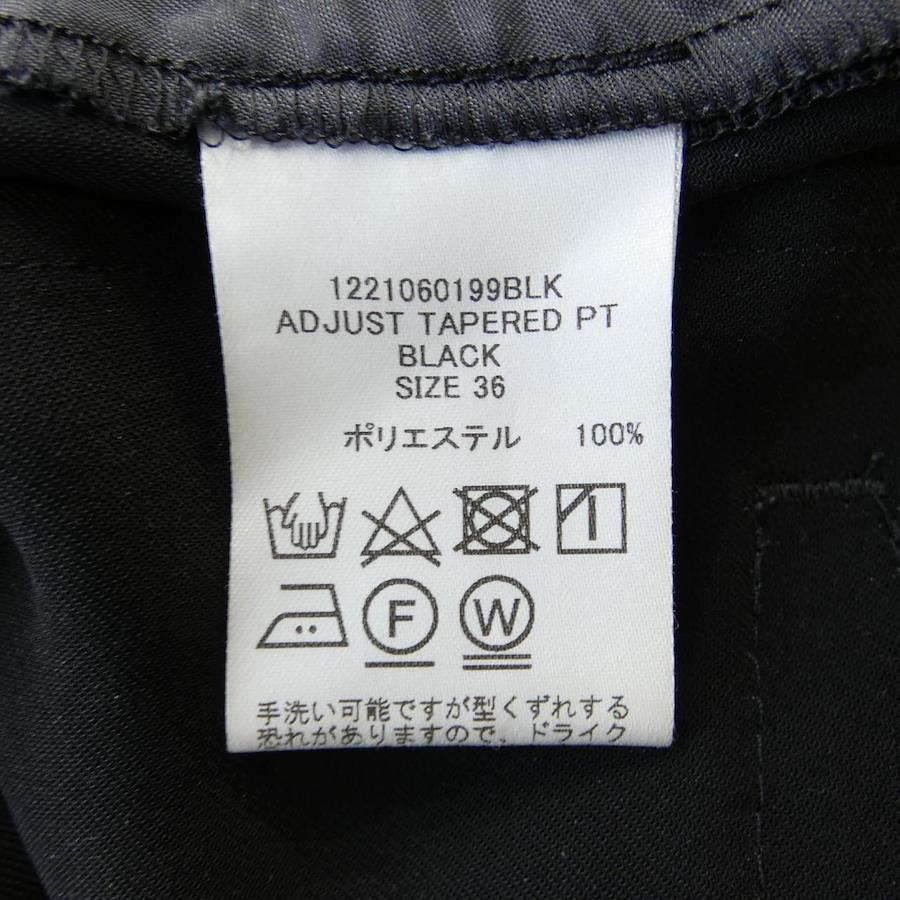 1221060199BLK
ADJUST TAPERED PT
BLACK
SIZE 36
ポリエステル 100%
F W
手洗い可能ですが型くずれする
恐れがありますので、ドライク